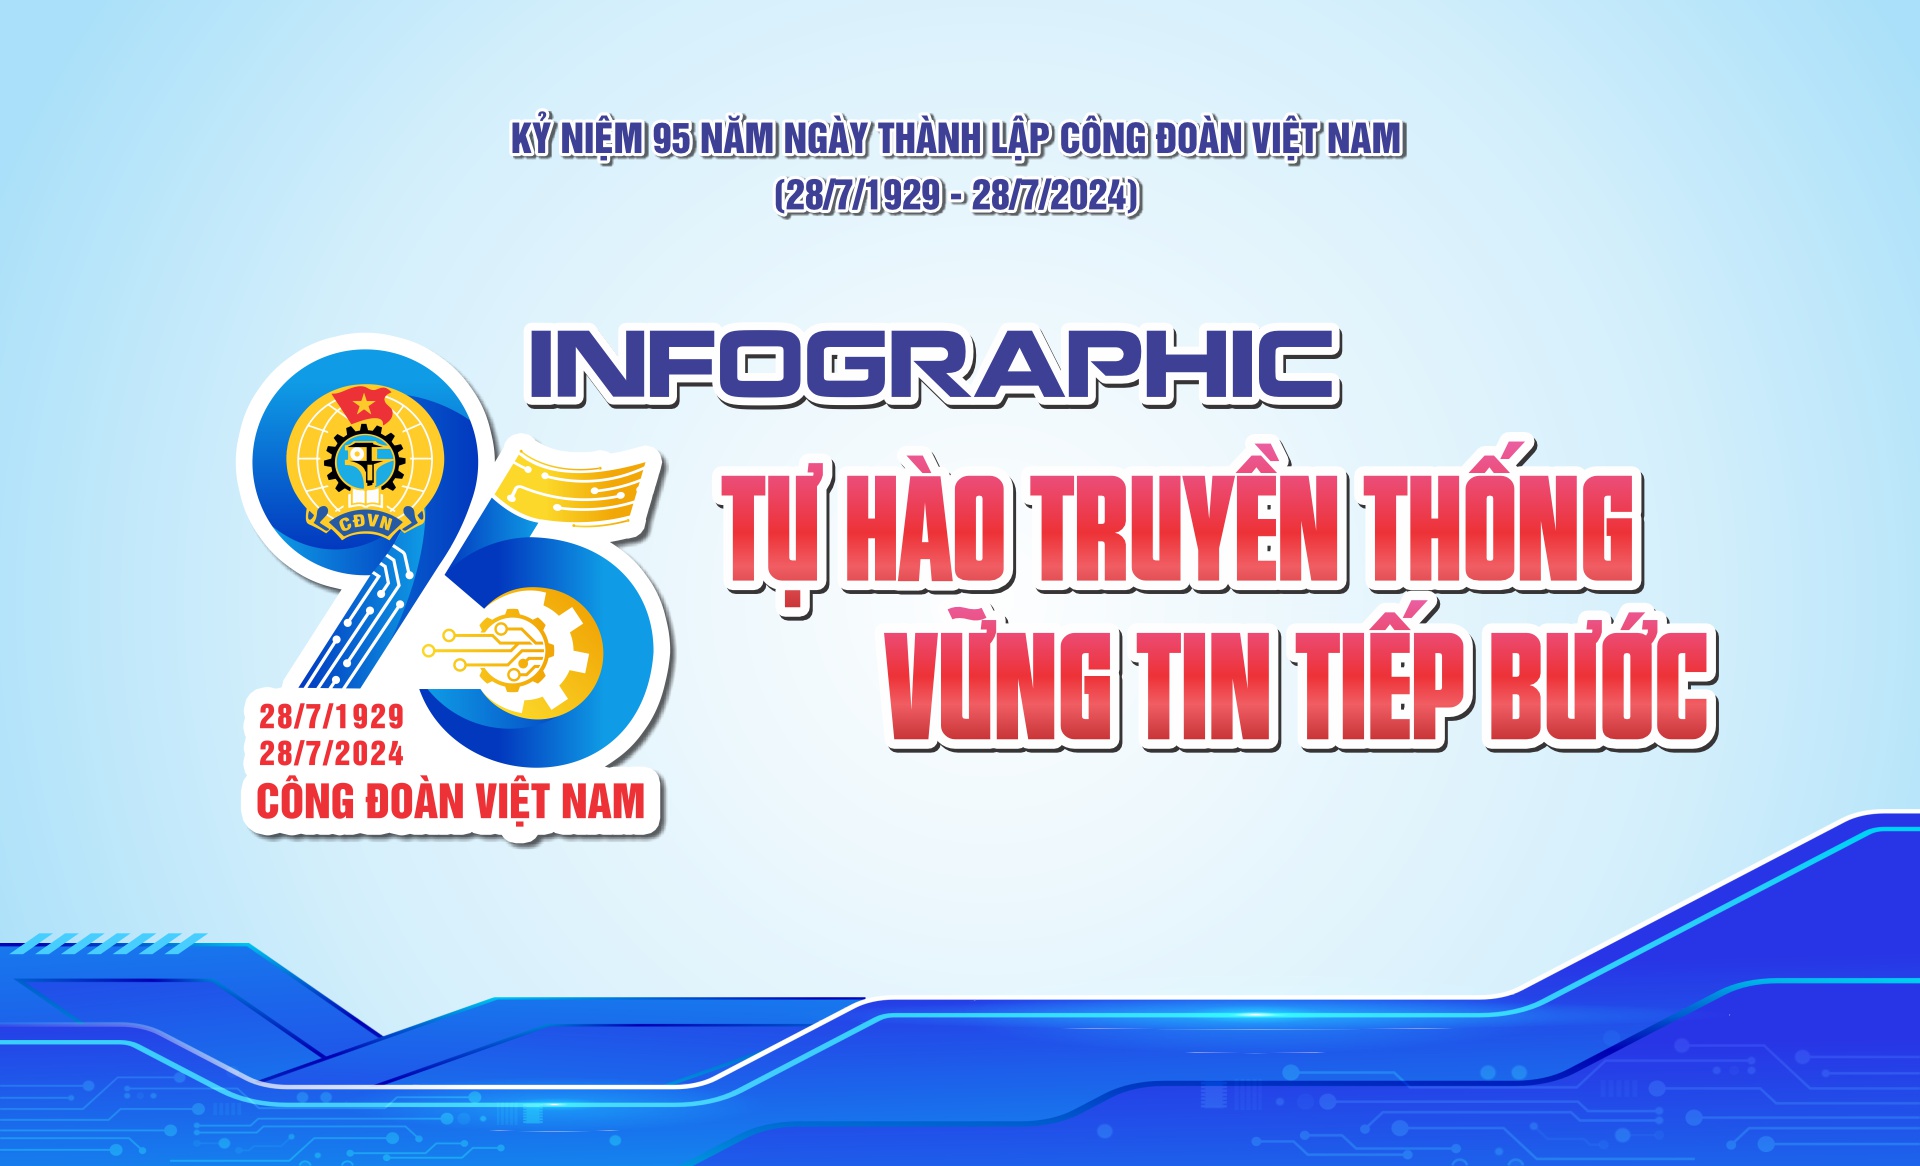 KỶ NIỆM 95 NĂM NGÀY THÀNH LẬP CÔNG ĐOÀN VIỆT NAM
(28/7/1929 - 28/7/2024)
INFOGRAPHIC
TỰ HÀO TRUYỀN THỐNG
VỮNG TIN TIẾP BƯỚC
95
CĐVN
28/7/1929
28/7/2024
CÔNG ĐOÀN VIỆT NAM